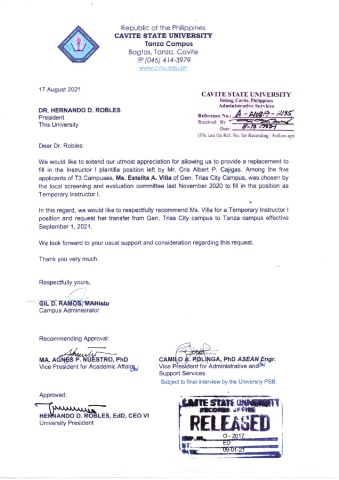 Republic of the Philippines
CAVITE STATE UNIVERSITY
Tanza Campus
Bagtas, Tanza, Cavite
(046) 414-3979
www.cvsu.edu.ph
17 August 2021
CAVITE STATE UNIVERSITY
Indang, Cavite, Philippines
Administrative Services
Reference No.:
Received By
Date
(Pls. use the Ref. No. for Recording / Follow-up)
DR. HERNANDO D. ROBLES
President
This University
Dear Dr. Robles:
We would like to extend our utmost appreciation for allowing us to provide a replacement to
fill in the Instructor I plantilla position left by Mr. Cris Albert P. Cajigas. Among the five
applicants of T3 Campuses, Ms. Estelita A. Villa of Gen. Trias City Campus, was chosen by
the local screening and evaluation committee last November 2020 to fill in the position as
Temporary Instructor I.
In this regard, we would like to respectfully recommend Ms. Villa for a Temporary Instructor I
position and request her transfer from Gen. Trias City campus to Tanza campus effective
September 1, 2021.
We look forward to your usual support and consideration regarding this request.
Thank you very much.
Respectfully yours,
GIL D. RAMOS, MAHisto
Campus Administrator
Recommending Approval:
MA. AGNES P. NUESTRO, PhD
Vice President for Academic Affairs
CAMILO A. POLINGA, PhD ASEAN Engr.
Vice President for Administrative and
Support Services
Subject to final interview by the University PSB.
Approved:
HERNANDO D. ROBLES, EdD, CEO VI
University President
CAVITE STATE UNIVERSITY
RECORDS OFFICE
RELEASED
O - 2017
ED
09-01-21